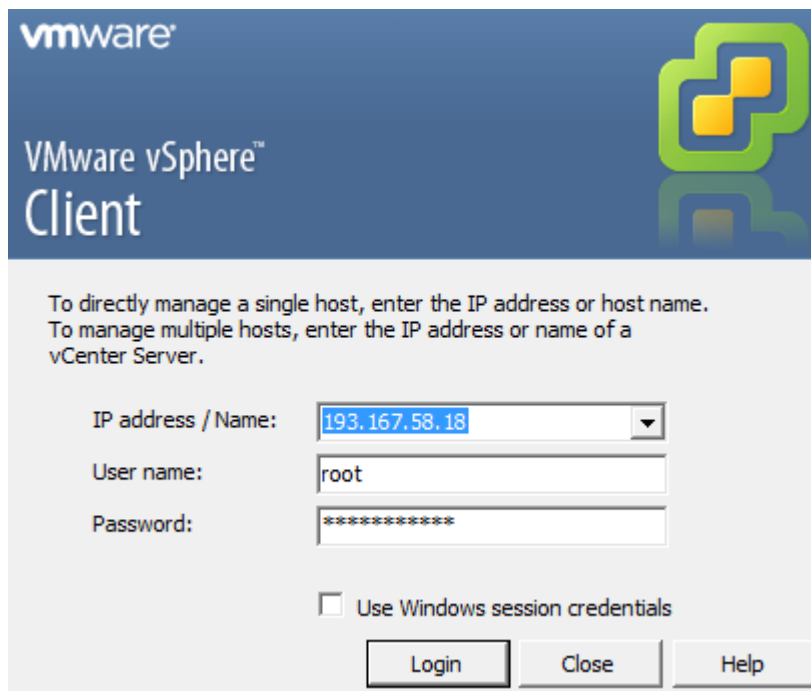 vmware
VMware vSphere™
Client
To directly manage a single host, enter the IP address or host name.
To manage multiple hosts, enter the IP address or name of a
vCenter Server.
IP address / Name: 193.167.58.18
User name: root
Password: ***********
Use Windows session credentials
Login Close Help